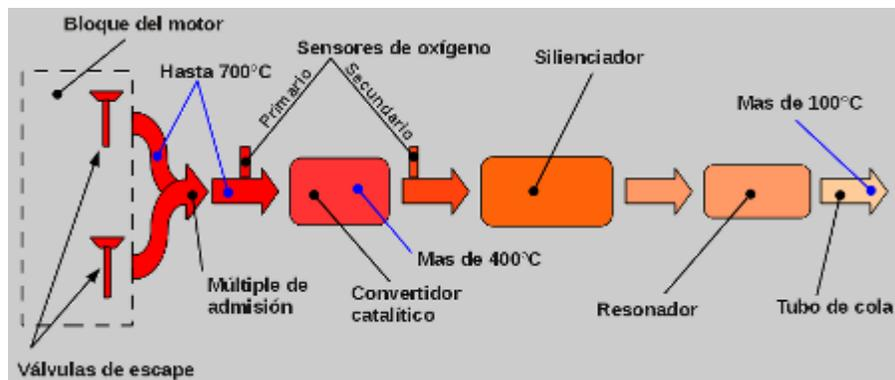 Bloque del motor
Sensores de oxígeno
Silienciador
Hasta 700°C
Primario
Secundário
Mas de 100°C
Mas de 400°C
Múltiple de
admisión
Convertidor
catalítico
Resonador
Tubo de cola
Válvulas de escape